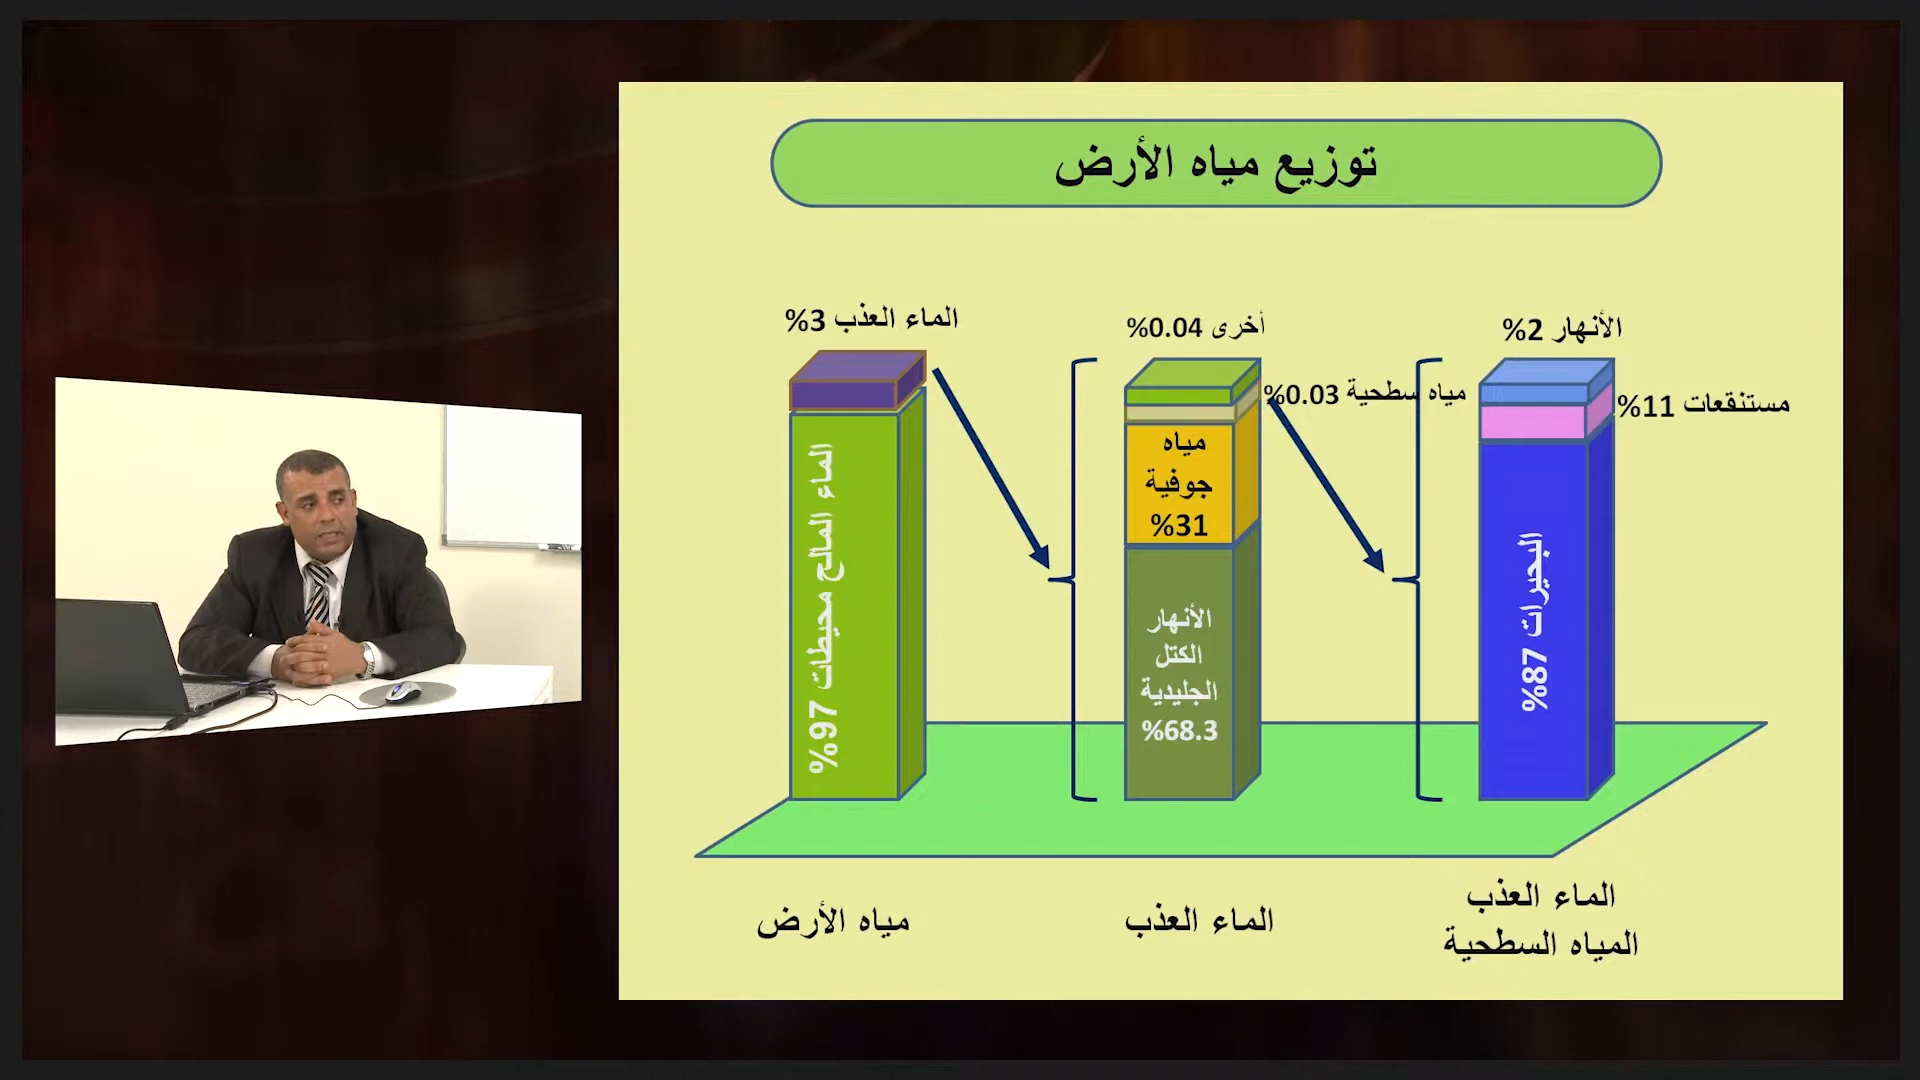 توزيع مياه الأرض
الماء العذب 3%
أخرى 0.04%
الأنهار 2%
مياه سطحية 0.03%
مستنقعات 11%
الماء المالح محيطات 97%
مياه
جوفية
31%
الأنهار
الكتل
الجليدية
68.3%
البحيرات 87%
مياه الأرض
الماء العذب
الماء العذب
المياه السطحية